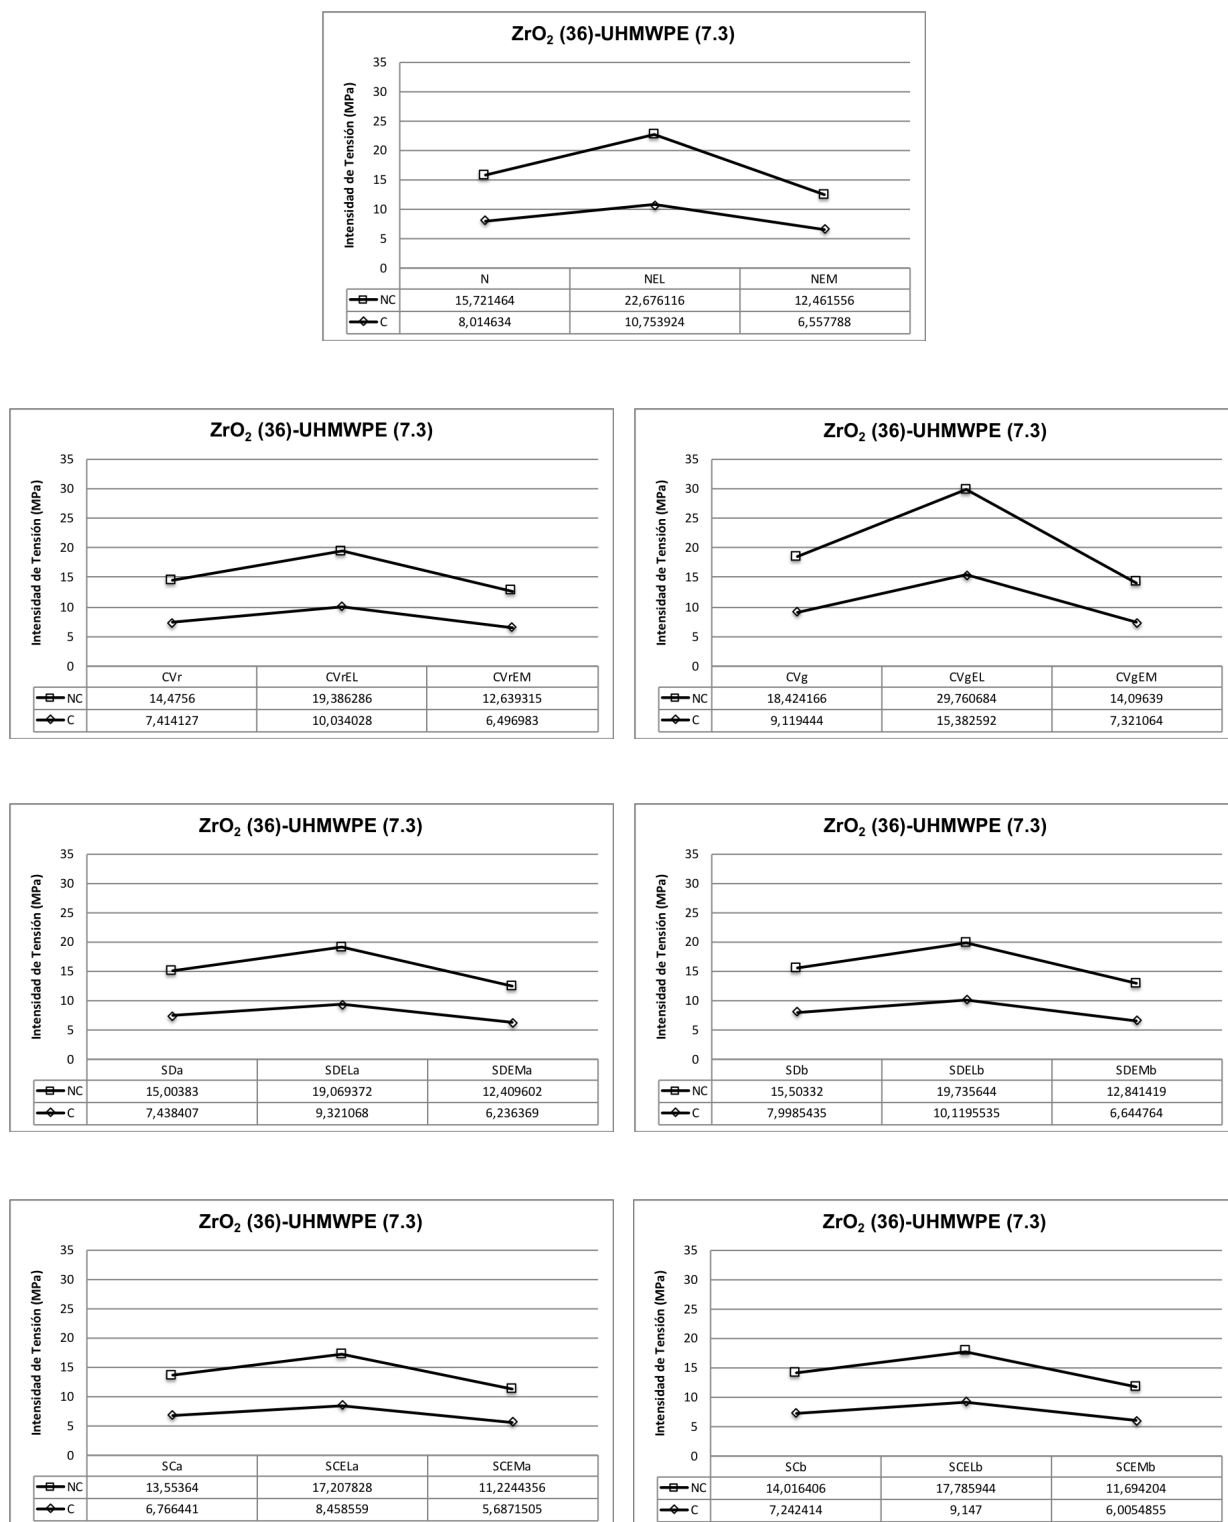 ZrO₂ (36)-UHMWPE (7.3)
Intensidad de Tensión (MPa)
35
30
25
20
15
10
5
0
N NEL NEM
NC 15,721464 22,676116 12,461556
C 8,014634 10,753924 6,557788
ZrO₂ (36)-UHMWPE (7.3)
Intensidad de Tensión (MPa)
35
30
25
20
15
10
5
0
CVr CVrEL CVrEM
NC 14,4756 19,386286 12,639315
C 7,414127 10,034028 6,496983
ZrO₂ (36)-UHMWPE (7.3)
Intensidad de Tensión (MPa)
35
30
25
20
15
10
5
0
CVg CVgEL CVgEM
NC 18,424166 29,760684 14,09639
C 9,119444 15,382592 7,321064
ZrO₂ (36)-UHMWPE (7.3)
Intensidad de Tensión (MPa)
35
30
25
20
15
10
5
0
SDa SDELa SDEMa
NC 15,00383 19,069372 12,409602
C 7,438407 9,321068 6,236369
ZrO₂ (36)-UHMWPE (7.3)
Intensidad de Tensión (MPa)
35
30
25
20
15
10
5
0
SDb SDELb SDEMb
NC 15,50332 19,735644 12,841419
C 7,9985435 10,1195535 6,644764
ZrO₂ (36)-UHMWPE (7.3)
Intensidad de Tensión (MPa)
35
30
25
20
15
10
5
0
SCa SCELa SCEMa
NC 13,55364 17,207828 11,2244356
C 6,766441 8,458559 5,6871505
ZrO₂ (36)-UHMWPE (7.3)
Intensidad de Tensión (MPa)
35
30
25
20
15
10
5
0
SCb SCELb SCEMb
NC 14,016406 17,785944 11,694204
C 7,242414 9,147 6,0054855